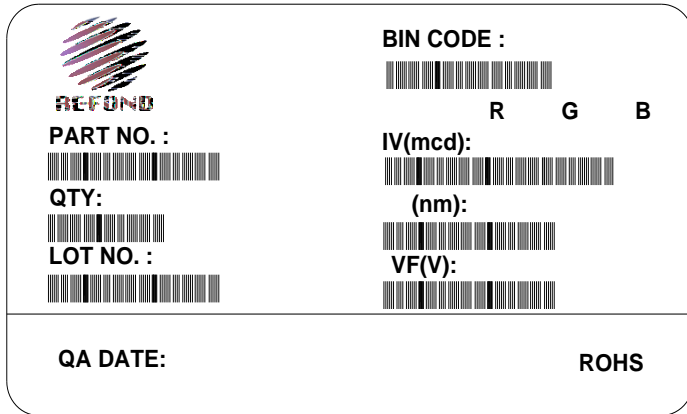 REFOND
PART NO. :
QTY:
LOT NO. :
BIN CODE :
R G B
IV(mcd):
(nm):
VF(V):
QA DATE:
ROHS